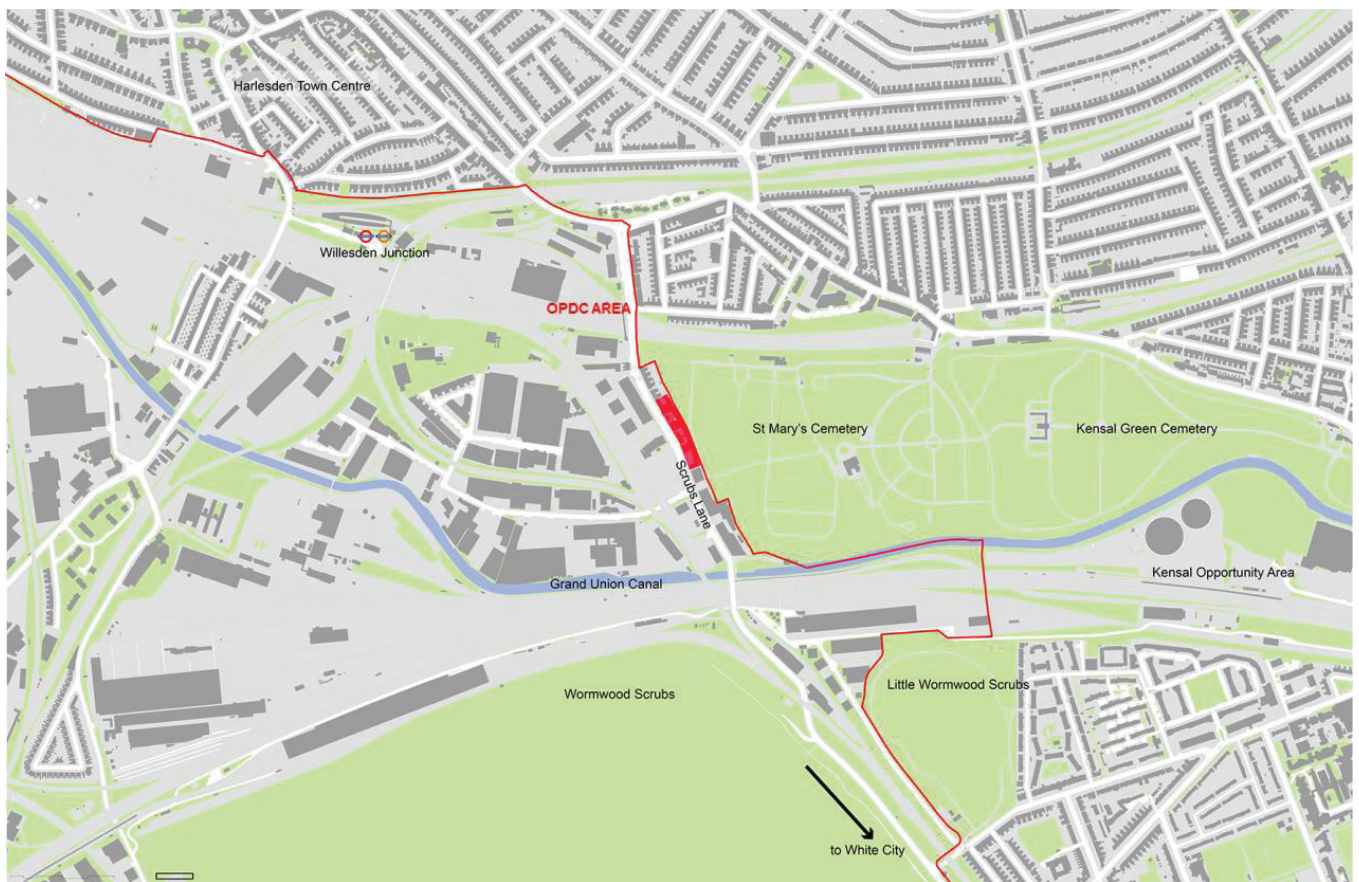 Harlesden Town Centre
Willesden Junction
OPDC AREA
St Mary's Cemetery
Kensal Green Cemetery
Scrubs Lane
Grand Union Canal
Kensal Opportunity Area
Wormwood Scrubs
Little Wormwood Scrubs
to White City